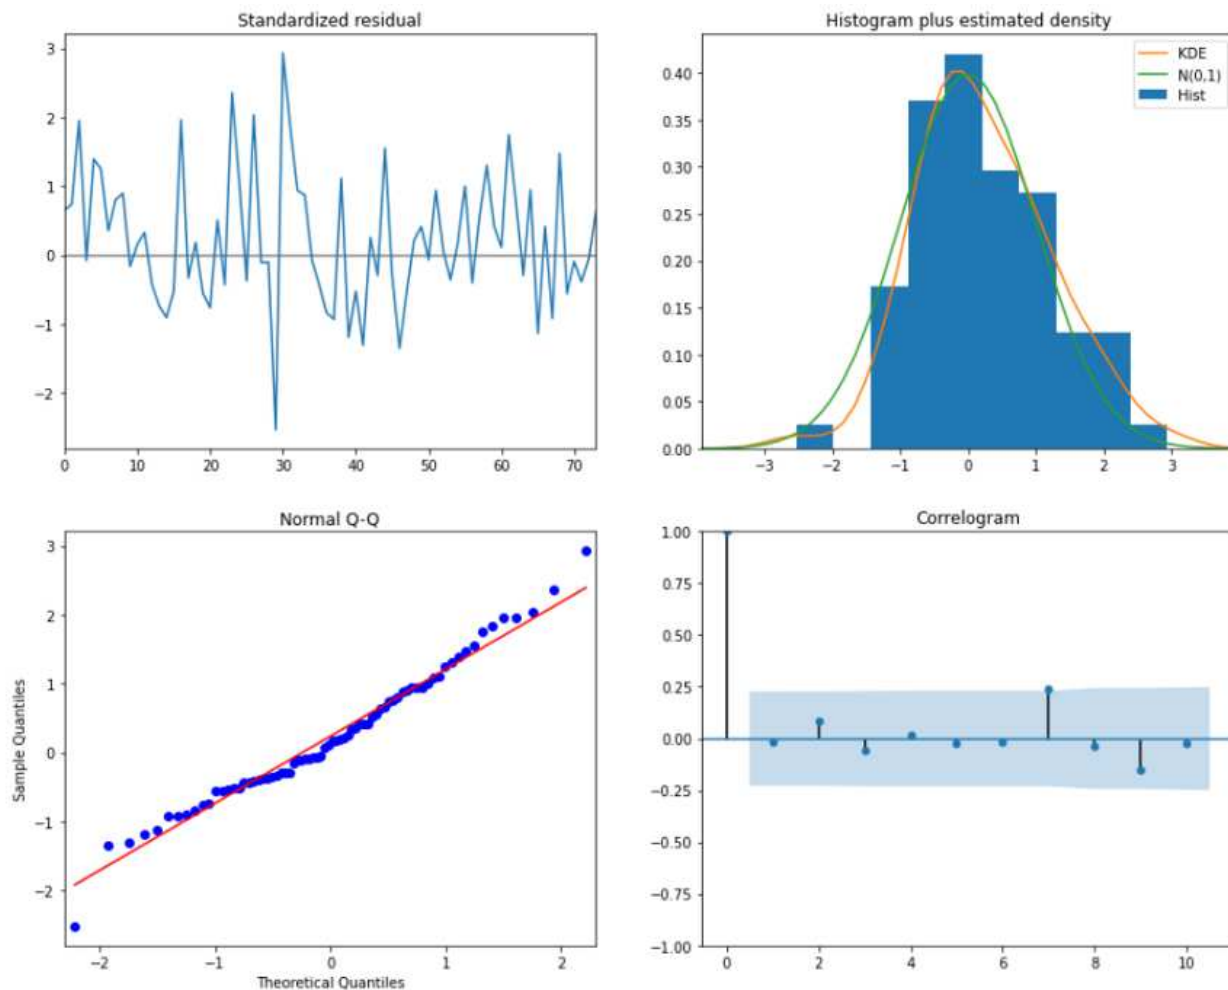 Standardized residual
3
2
1
0
−1
−2
0 10 20 30 40 50 60 70
Histogram plus estimated density
KDE
N(0,1)
Hist
0.40
0.35
0.30
0.25
0.20
0.15
0.10
0.05
0.00
−3 −2 −1 0 1 2 3
Normal Q-Q
Sample Quantiles
3
2
1
0
−1
−2
−2 −1 0 1 2
Theoretical Quantiles
Correlogram
1.00
0.75
0.50
0.25
0.00
−0.25
−0.50
−0.75
−1.00
0 2 4 6 8 10